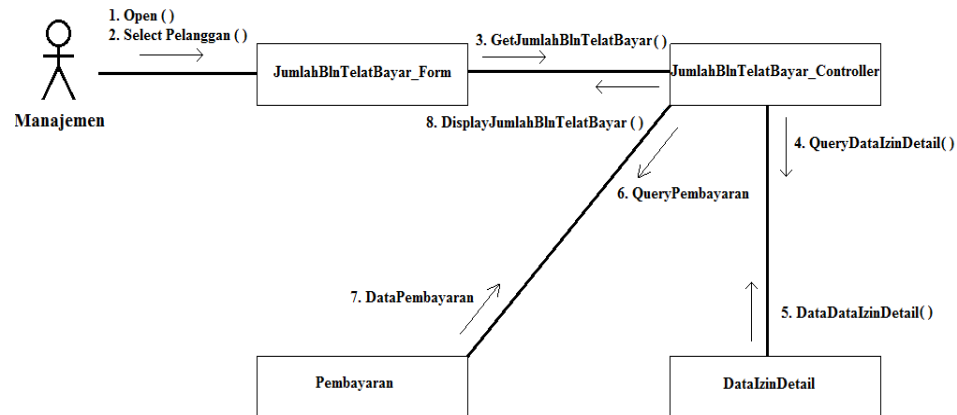 1. Open ( )
2. Select Pelanggan ( )
3. GetJumlahBlnTelatBayar( )
JumlahBlnTelatBayar_Form
JumlahBlnTelatBayar_Controller
Manajemen
8. DisplayJumlahBlnTelatBayar ( )
4. QueryDataIzinDetail( )
6. QueryPembayaran
7. DataPembayaran
5. DataDataIzinDetail( )
Pembayaran
DataIzinDetail